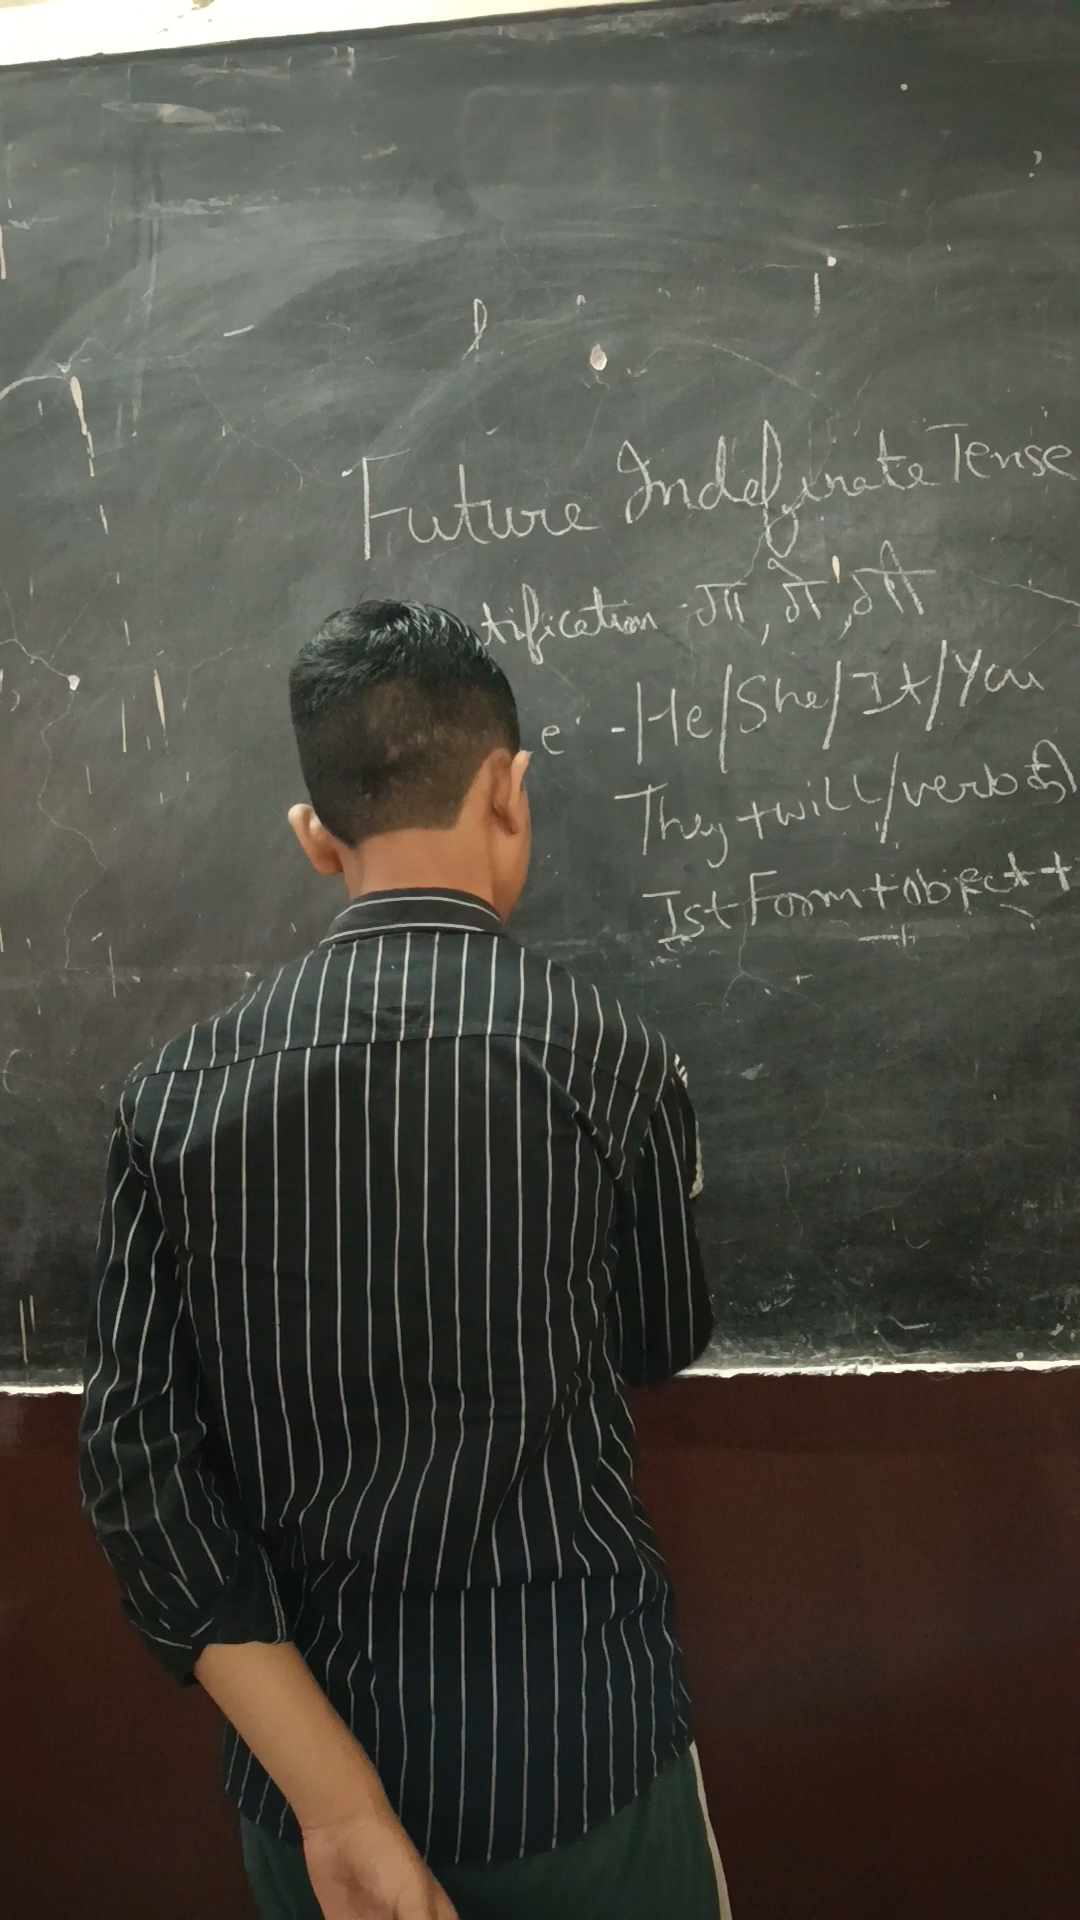 Future Indefinate Tense
tification - गा, गे, गी
e - He/She/It/You
They + will/verb की
Ist Form + object +